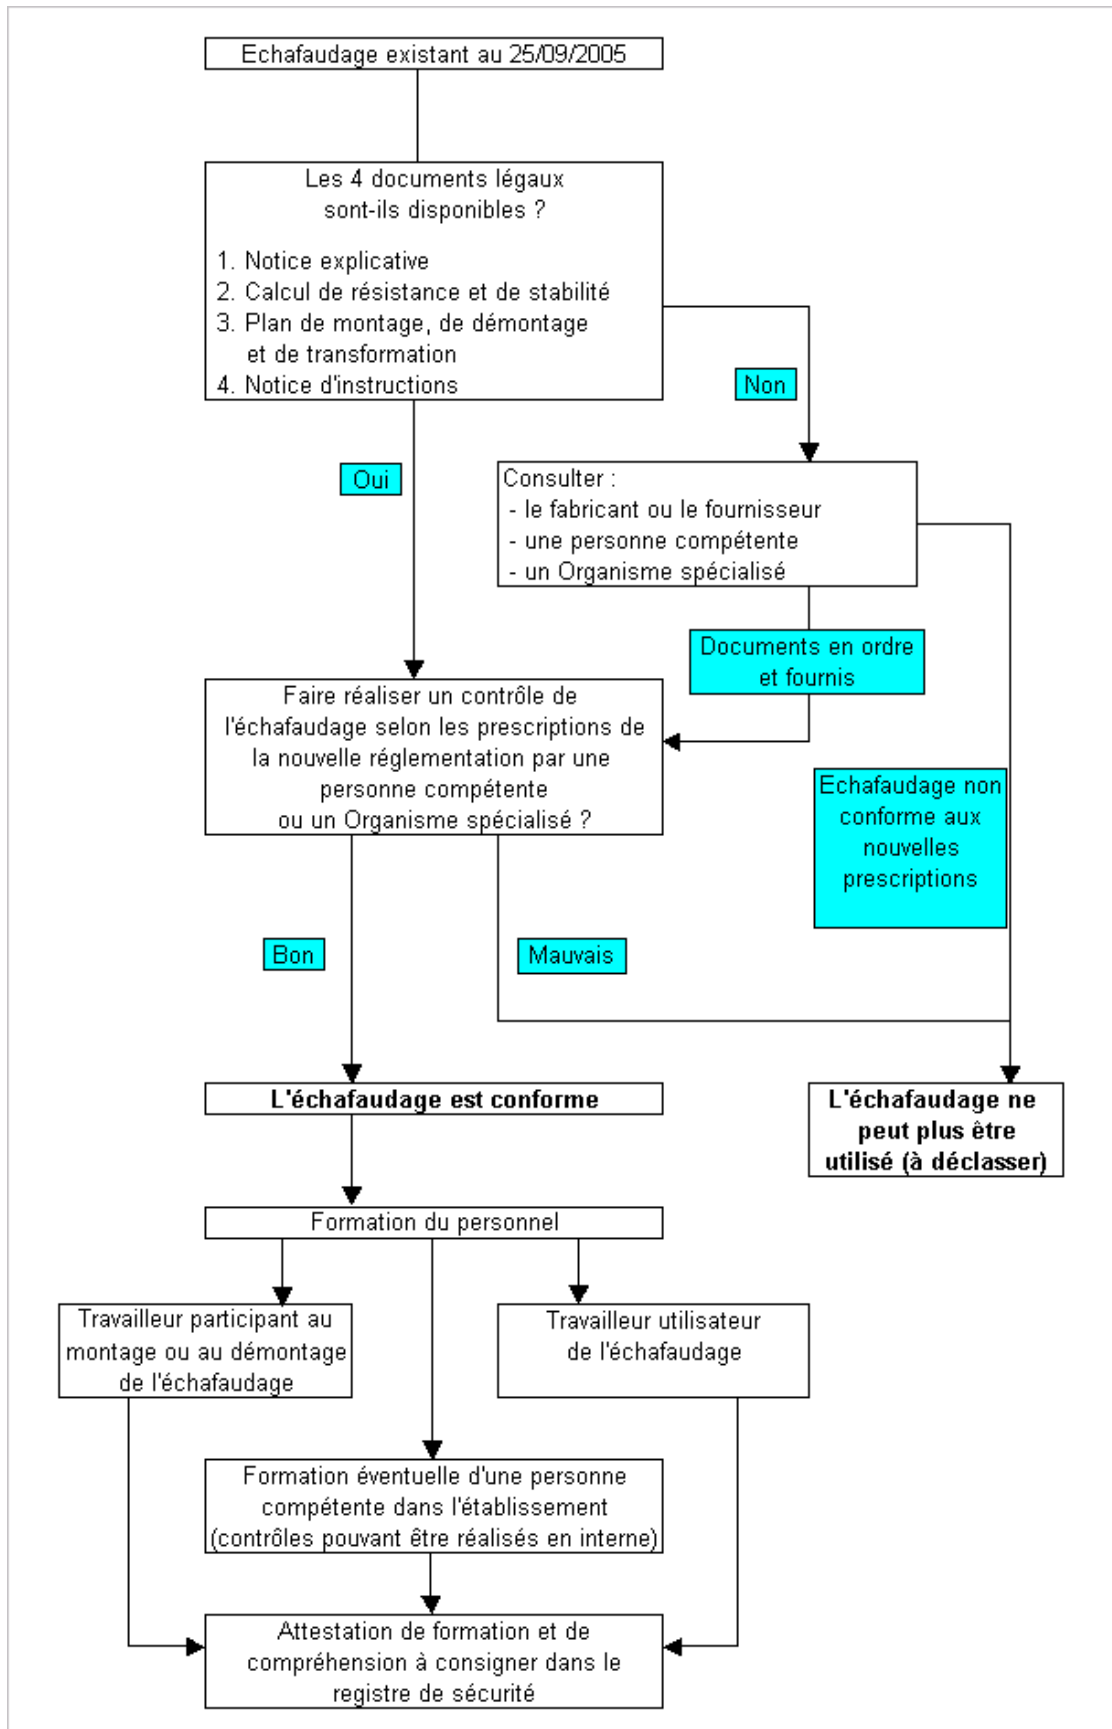 Echafaudage existant au 25/09/2005
Les 4 documents légaux
sont-ils disponibles ?
1. Notice explicative
2. Calcul de résistance et de stabilité
3. Plan de montage, de démontage
et de transformation
4. Notice d'instructions
Non
Oui
Consulter :
- le fabricant ou le fournisseur
- une personne compétente
- un Organisme spécialisé
Documents en ordre
et fournis
Faire réaliser un contrôle de
l'échafaudage selon les prescriptions de
la nouvelle réglementation par une
personne compétente
ou un Organisme spécialisé ?
Echafaudage non
conforme aux
nouvelles
prescriptions
Bon
Mauvais
L'échafaudage est conforme
L'échafaudage ne
peut plus être
utilisé (à déclasser)
Formation du personnel
Travailleur participant au
montage ou au démontage
de l'échafaudage
Travailleur utilisateur
de l'échafaudage
Formation éventuelle d'une personne
compétente dans l'établissement
(contrôles pouvant être réalisés en interne)
Attestation de formation et de
compréhension à consigner dans le
registre de sécurité